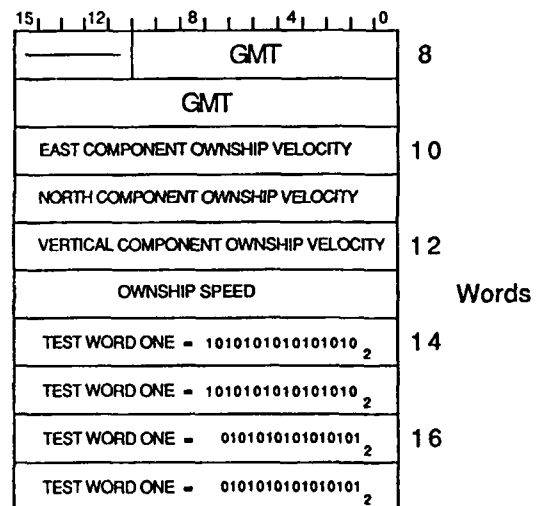 15 12 8 4 0
GMT 8
GMT
EAST COMPONENT OWNSHIP VELOCITY 10
NORTH COMPONENT OWNSHIP VELOCITY
VERTICAL COMPONENT OWNSHIP VELOCITY 12
OWNSHIP SPEED Words
TEST WORD ONE = 1010101010101010 2 14
TEST WORD ONE = 1010101010101010 2
TEST WORD ONE = 0101010101010101 2 16
TEST WORD ONE = 0101010101010101 2